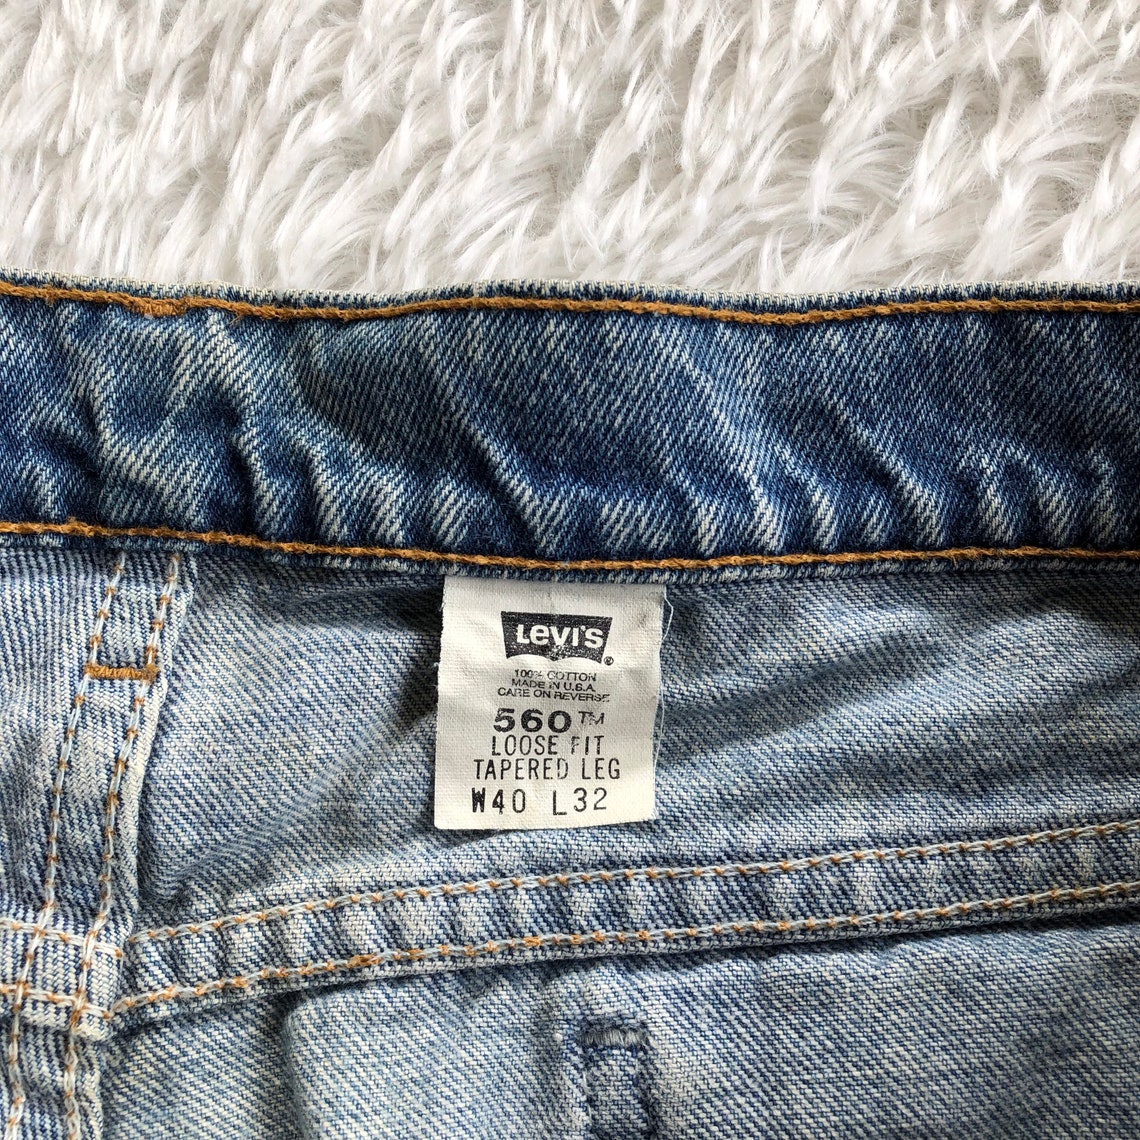 Levi's®
100% COTTON
MADE IN U.S.A.
CARE ON REVERSE
560™
LOOSE FIT
TAPERED LEG
W40 L32